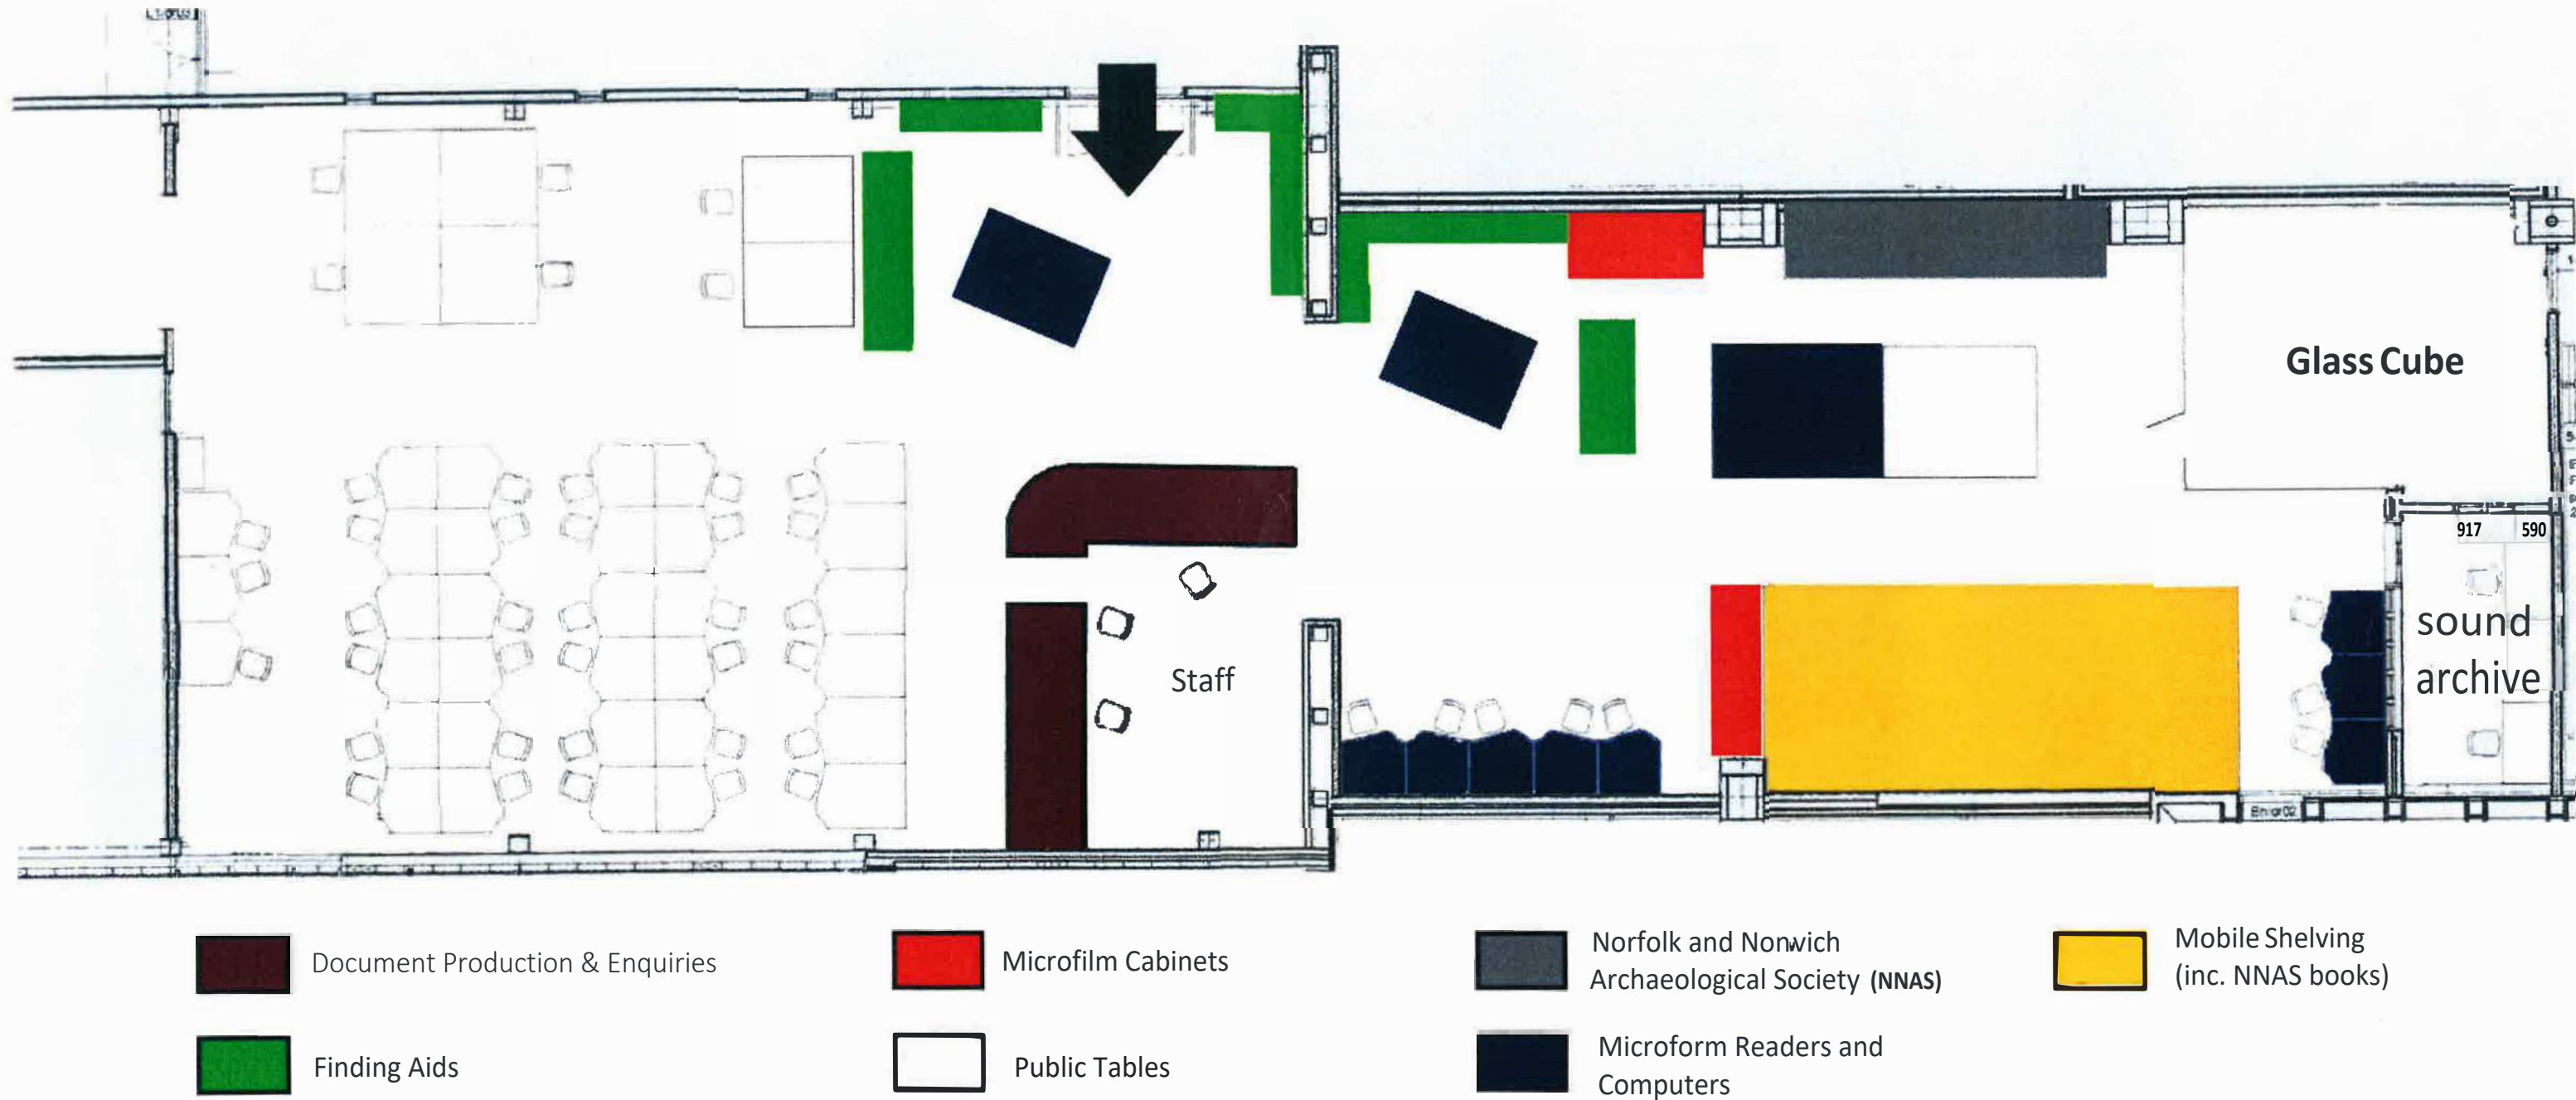 Glass Cube
917 590
sound
archive
Staff
Document Production & Enquiries
Microfilm Cabinets
Norfolk and Nonwich
Archaeological Society (NNAS)
Mobile Shelving
(inc. NNAS books)
Finding Aids
Public Tables
Microform Readers and
Computers